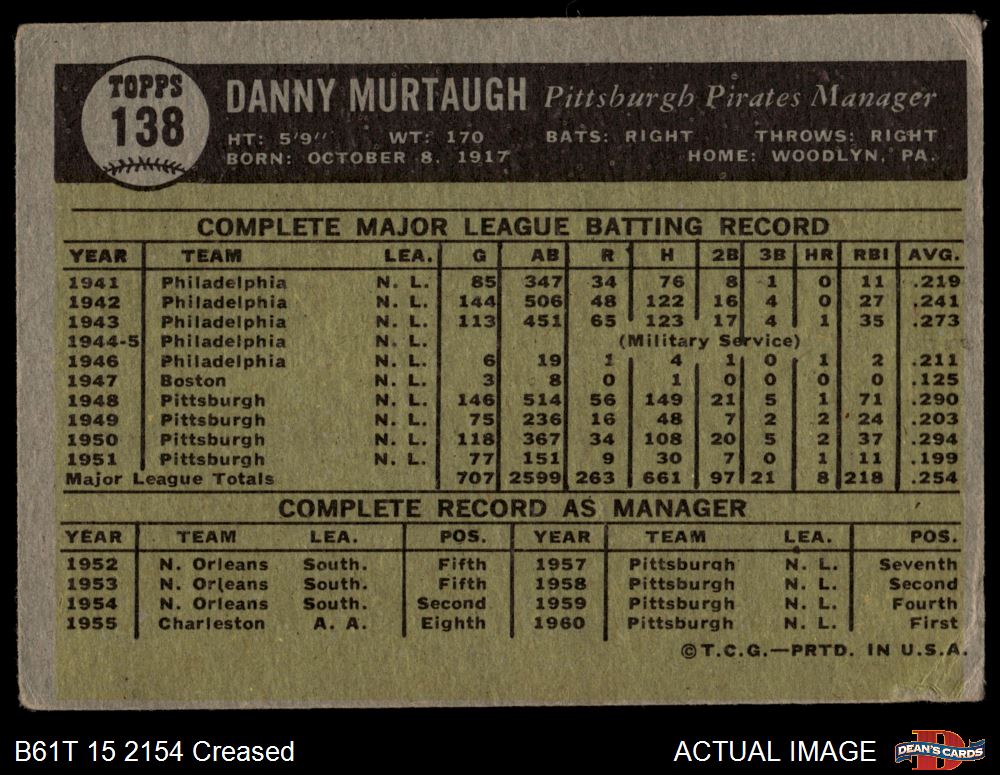 TOPPS
138
DANNY MURTAUGH Pittsburgh Pirates Manager
HT: 5'9" WT: 170 BATS: RIGHT THROWS: RIGHT
BORN: OCTOBER 8, 1917 HOME: WOODLYN, PA.
COMPLETE MAJOR LEAGUE BATTING RECORD
YEAR TEAM LEA. G AB R H 2B 3B HR RBI AVG.
1941 Philadelphia N. L. 85 347 34 76 8 1 0 11 .219
1942 Philadelphia N. L. 144 506 48 122 16 4 0 27 .241
1943 Philadelphia N. L. 113 451 65 123 17 4 1 35 .273
1944-5 Philadelphia N. L. (Military Service)
1946 Philadelphia N. L. 6 19 1 4 1 0 1 2 .211
1947 Boston N. L. 3 8 0 1 0 0 0 0 .125
1948 Pittsburgh N. L. 146 514 56 149 21 5 1 71 .290
1949 Pittsburgh N. L. 75 236 16 48 7 2 2 24 .203
1950 Pittsburgh N. L. 118 367 34 108 20 5 2 37 .294
1951 Pittsburgh N. L. 77 151 9 30 7 0 1 11 .199
Major League Totals 707 2599 263 661 97 21 8 218 .254
COMPLETE RECORD AS MANAGER
YEAR TEAM LEA. POS. YEAR TEAM LEA. POS.
1952 N. Orleans South. Fifth 1957 Pittsburgh N. L. Seventh
1953 N. Orleans South. Fifth 1958 Pittsburgh N. L. Second
1954 N. Orleans South. Second 1959 Pittsburgh N. L. Fourth
1955 Charleston A. A. Eighth 1960 Pittsburgh N. L. First
©T.C.G.—PRTD. IN U.S.A.
B61T 15 2154 Creased ACTUAL IMAGE DEAN'S CARDS